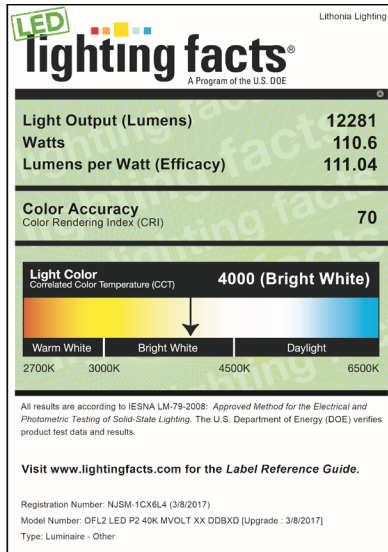 Lithonia Lighting
LED
lighting facts®
A Program of the U.S. DOE
Light Output (Lumens) 12281
Watts 110.6
Lumens per Watt (Efficacy) 111.04
Color Accuracy
Color Rendering Index (CRI) 70
Light Color
Correlated Color Temperature (CCT) 4000 (Bright White)
Warm White Bright White Daylight
2700K 3000K 4500K 6500K
All results are according to IESNA LM-79-2008: Approved Method for the Electrical and
Photometric Testing of Solid-State Lighting. The U.S. Department of Energy (DOE) verifies
product test data and results.
Visit www.lightingfacts.com for the Label Reference Guide.
Registration Number: NJSM-1CX6L4 (3/8/2017)
Model Number: OFL2 LED P2 40K MVOLT XX DDBXD [Upgrade : 3/8/2017]
Type: Luminaire - Other